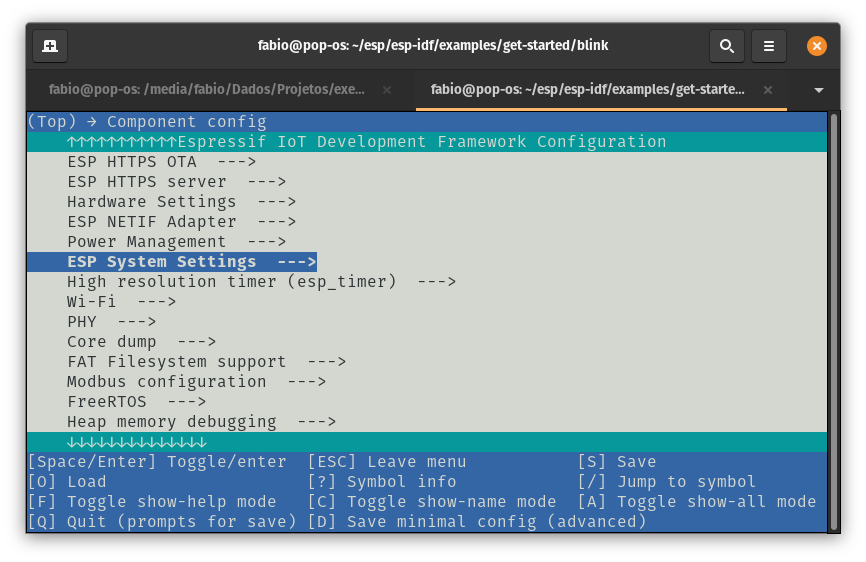 fabio@pop-os: ~/esp/esp-idf/examples/get-started/blink
fabio@pop-os: /media/fabio/Dados/Projetos/exe...
fabio@pop-os: ~/esp/esp-idf/examples/get-starte...
(Top) → Component config
↑↑↑↑↑↑↑↑↑↑↑Espressif IoT Development Framework Configuration
ESP HTTPS OTA  --->
ESP HTTPS server  --->
Hardware Settings  --->
ESP NETIF Adapter  --->
Power Management  --->
ESP System Settings  --->
High resolution timer (esp_timer)  --->
Wi-Fi  --->
PHY  --->
Core dump  --->
FAT Filesystem support  --->
Modbus configuration  --->
FreeRTOS  --->
Heap memory debugging  --->
↓↓↓↓↓↓↓↓↓↓↓↓↓↓
[Space/Enter] Toggle/enter  [ESC] Leave menu           [S] Save
[O] Load                    [?] Symbol info            [/] Jump to symbol
[F] Toggle show-help mode   [C] Toggle show-name mode  [A] Toggle show-all mode
[Q] Quit (prompts for save) [D] Save minimal config (advanced)